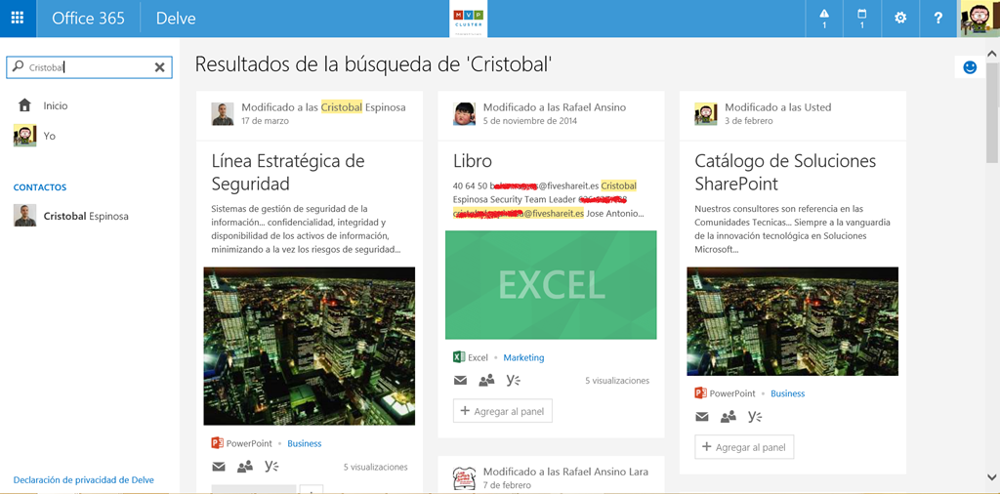 Office 365
Delve
MVP
CLUSTER
1
1
?
Cristobal
Inicio
Yo
CONTACTOS
Cristobal Espinosa
Declaración de privacidad de Delve
Resultados de la búsqueda de 'Cristobal'
Modificado a las Cristobal Espinosa
17 de marzo
Línea Estratégica de
Seguridad
Sistemas de gestión de seguridad de la
información... confidencialidad, integridad y
disponibilidad de los activos de información,
minimizando a la vez los riesgos de seguridad...
PowerPoint • Business
5 visualizaciones
Modificado a las Rafael Ansino
5 de noviembre de 2014
Libro
40 64 50 @fiveshareit.es Cristobal
Espinosa Security Team Leader
@fiveshareit.es Jose Antonio...
EXCEL
Excel • Marketing
5 visualizaciones
+ Agregar al panel
Modificado a las Rafael Ansino Lara
7 de febrero
Modificado a las Usted
3 de febrero
Catálogo de Soluciones
SharePoint
Nuestros consultores son referencia en las
Comunidades Tecnicas... Siempre a la vanguardia
de la innovación tecnológica en Soluciones
Microsoft...
PowerPoint • Business
+ Agregar al panel